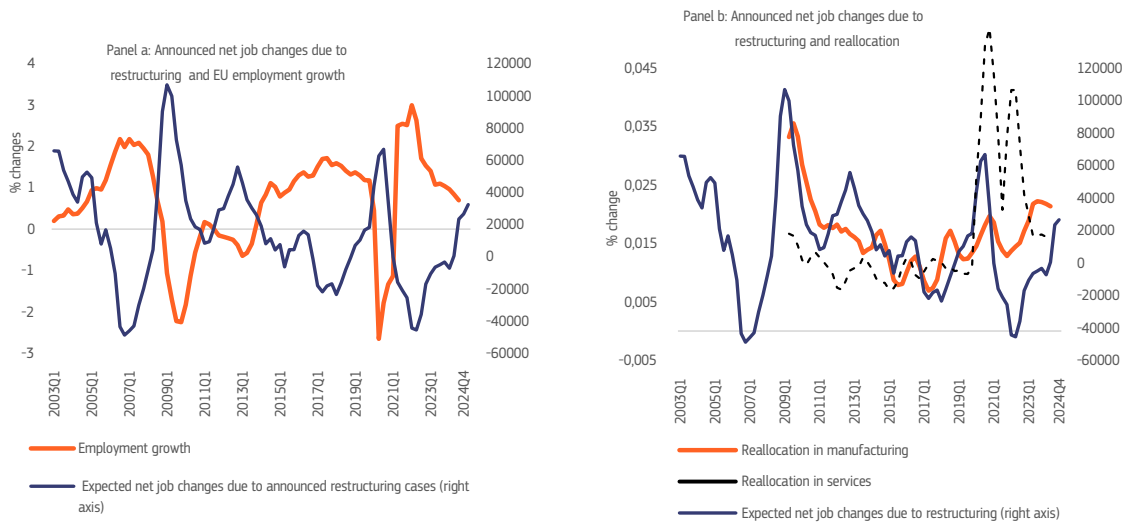 Panel a: Announced net job changes due to
restructuring and EU employment growth
4
3
2
1
0
-1
-2
-3
% changes
120000
100000
80000
60000
40000
20000
0
-20000
-40000
-60000
2003Q1
2005Q1
2007Q1
2009Q1
2011Q1
2013Q1
2015Q1
2017Q1
2019Q1
2021Q1
2023Q1
2024Q4
Employment growth
Expected net job changes due to announced restructuring cases (right
axis)
Panel b: Announced net job changes due to
restructuring and reallocation
0,045
0,035
0,025
0,015
0,005
-0,005
% change
120000
100000
80000
60000
40000
20000
0
-20000
-40000
-60000
2003Q1
2005Q1
2007Q1
2009Q1
2011Q1
2013Q1
2015Q1
2017Q1
2019Q1
2021Q1
2023Q1
2024Q4
Reallocation in manufacturing
Reallocation in services
Expected net job changes due to restructuring (right axis)